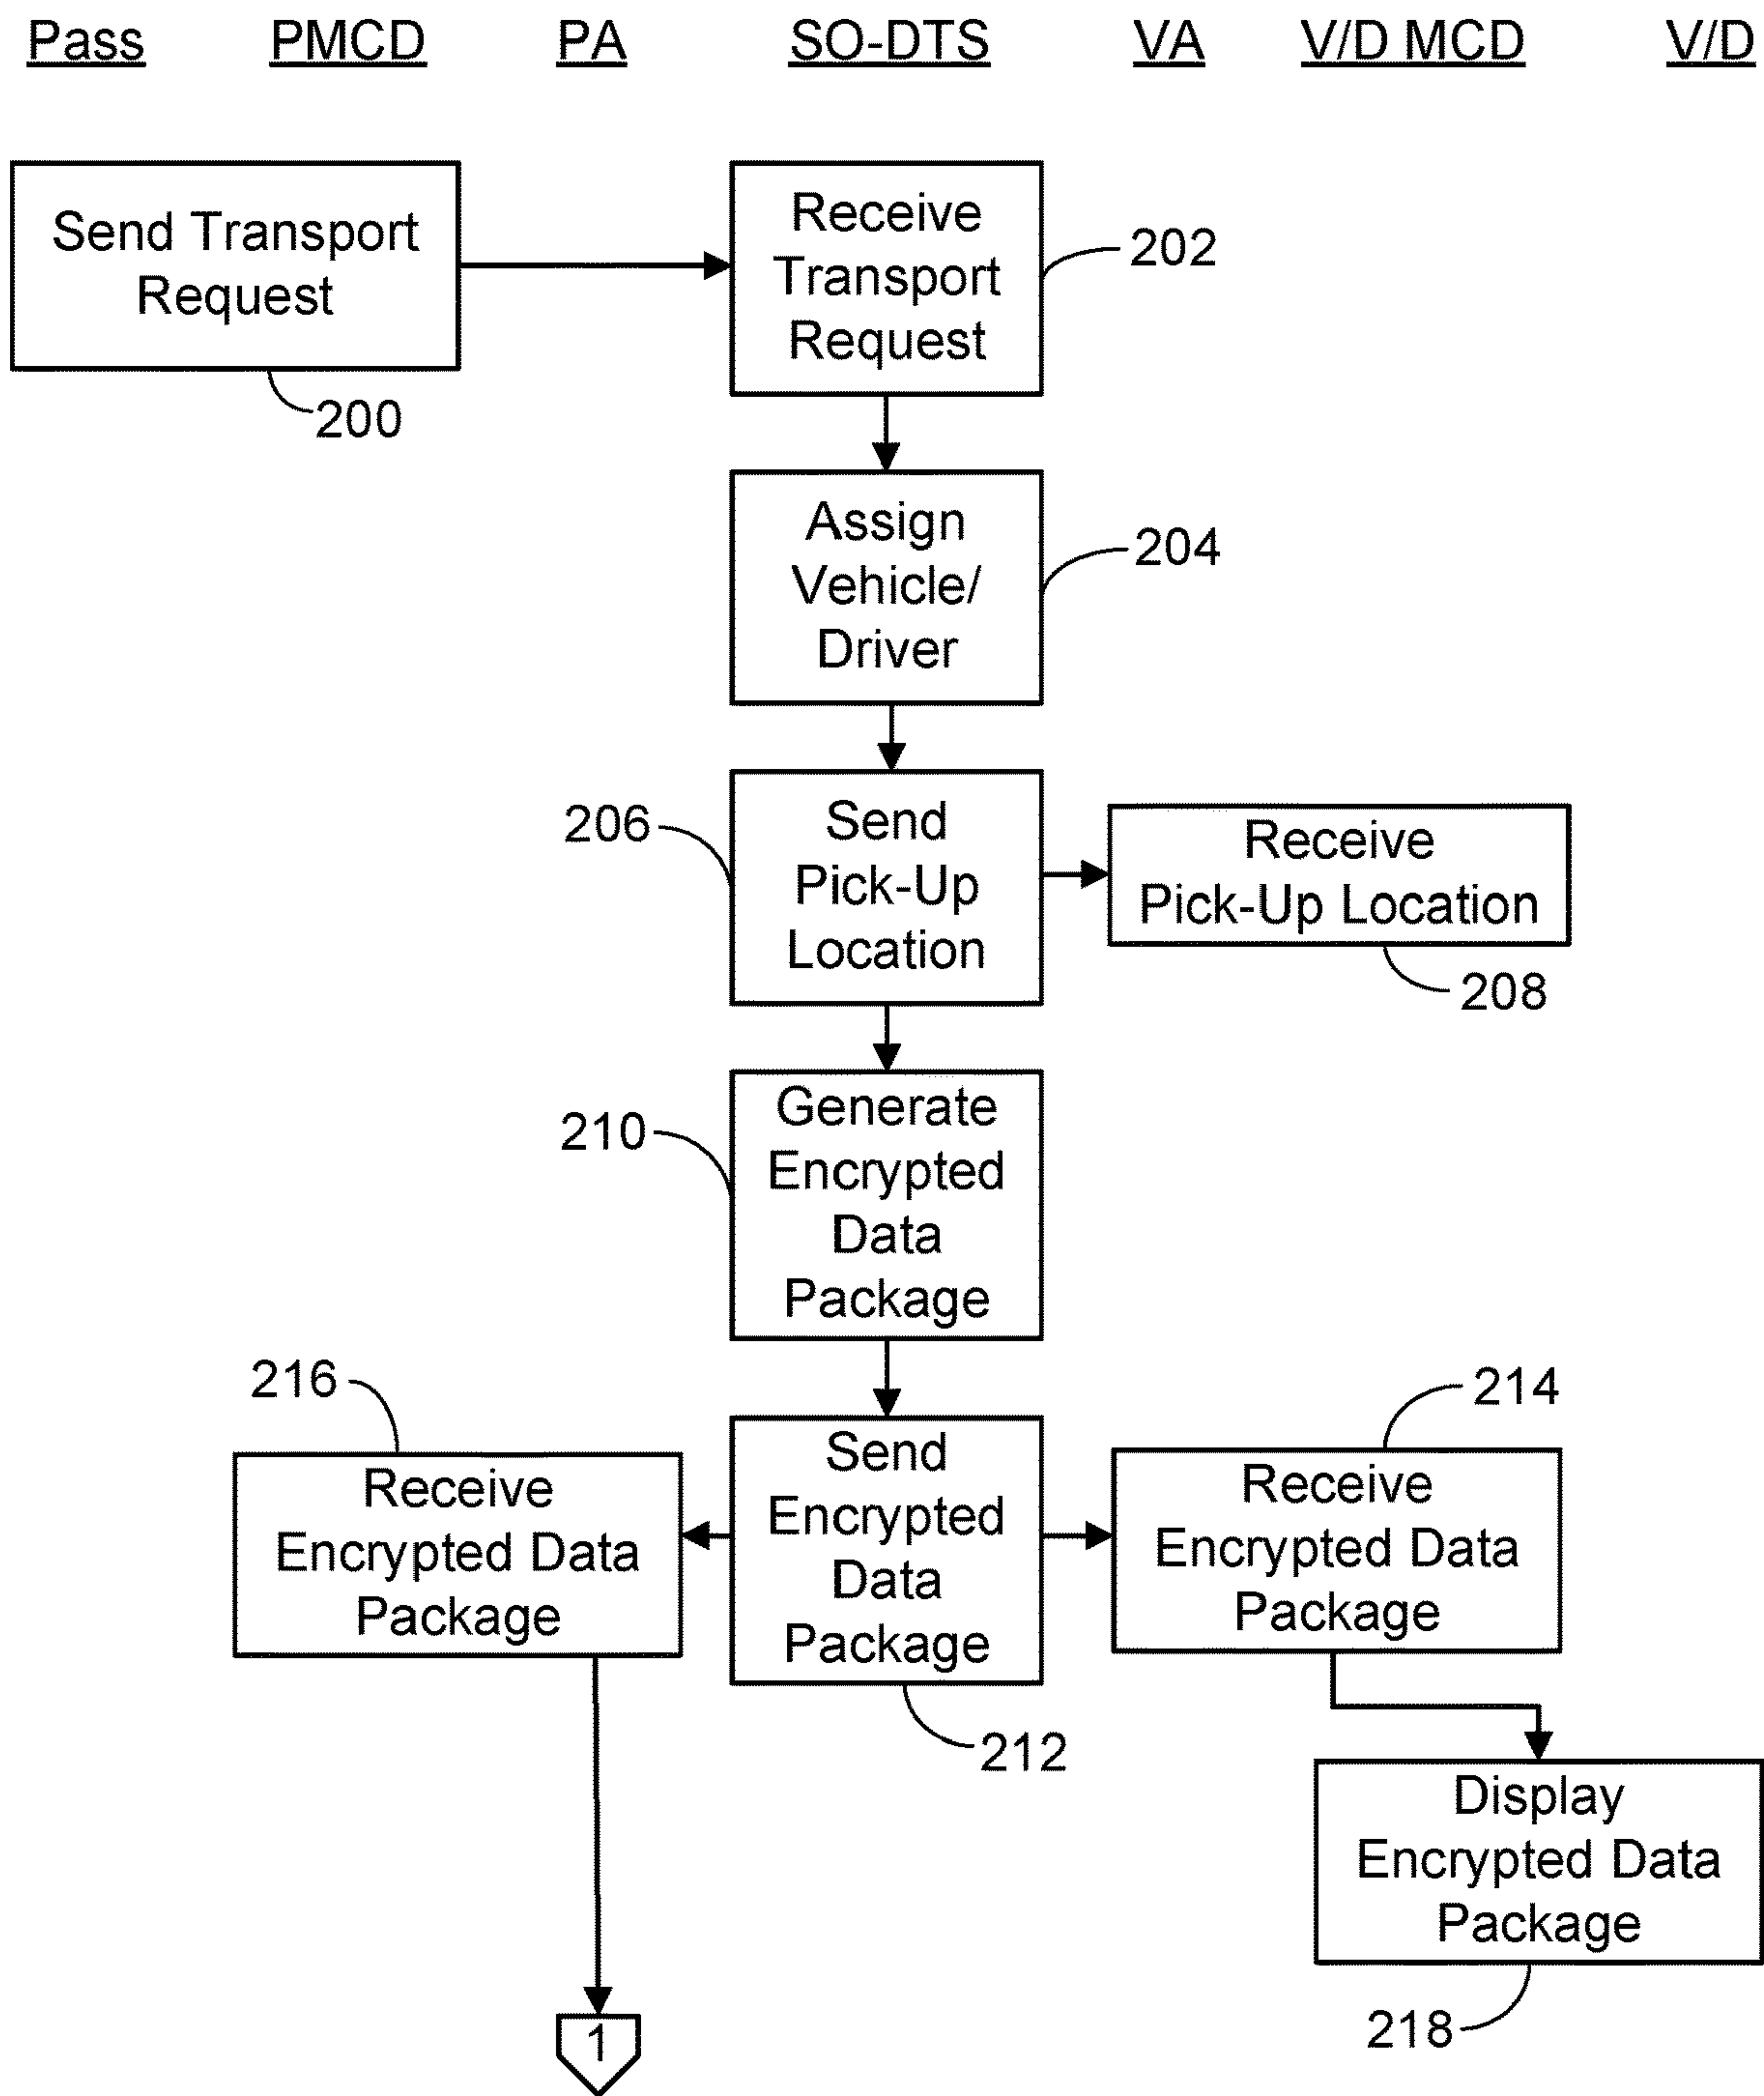 Pass PMCD PA SO-DTS VA V/D MCD V/D
Send Transport
Request
200
Receive
Transport
Request
202
Assign
Vehicle/
Driver
204
206
Send
Pick-Up
Location
Receive
Pick-Up Location
208
210
Generate
Encrypted
Data
Package
216
Receive
Encrypted Data
Package
Send
Encrypted
Data
Package
212
214
Receive
Encrypted Data
Package
Display
Encrypted Data
Package
218
1